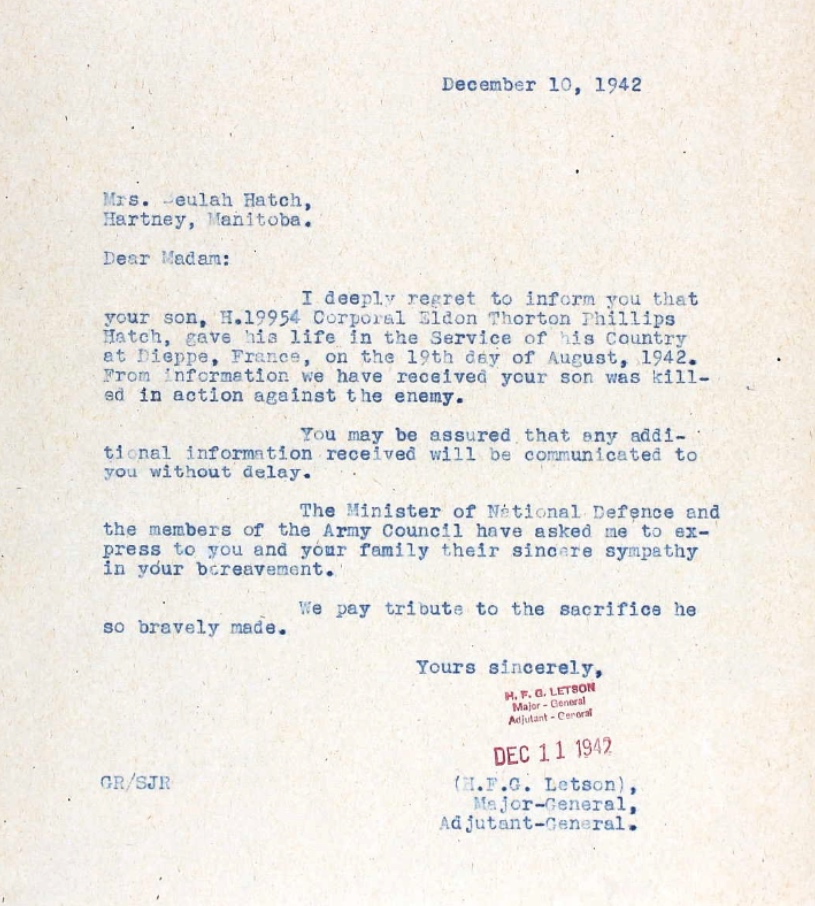 December 10, 1942
Mrs. Beulah Hatch,
Hartney, Manitoba.
Dear Madam:
I deeply regret to inform you that
your son, H.19954 Corporal Eldon Thorton Phillips
Hatch, gave his life in the Service of his Country
at Dieppe, France, on the 19th day of August, 1942.
From information we have received your son was kill-
ed in action against the enemy.
You may be assured that any addi-
tional information received will be communicated to
you without delay.
The Minister of National Defence and
the members of the Army Council have asked me to ex-
press to you and your family their sincere sympathy
in your bereavement.
We pay tribute to the sacrifice he
so bravely made.
Yours sincerely,
H. F. G. LETSON
Major - General
Adjutant - General
DEC 11 1942
GR/SJR
(H.F.G. Letson),
Major-General,
Adjutant-General.